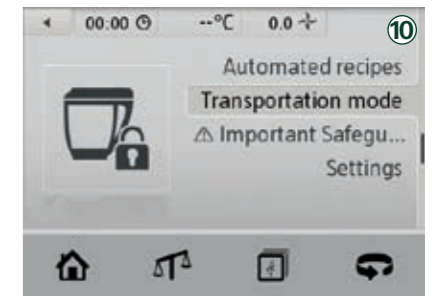 00:00 --°C 0.0 10
Automated recipes
Transportation mode
⚠ Important Safegu...
Settings